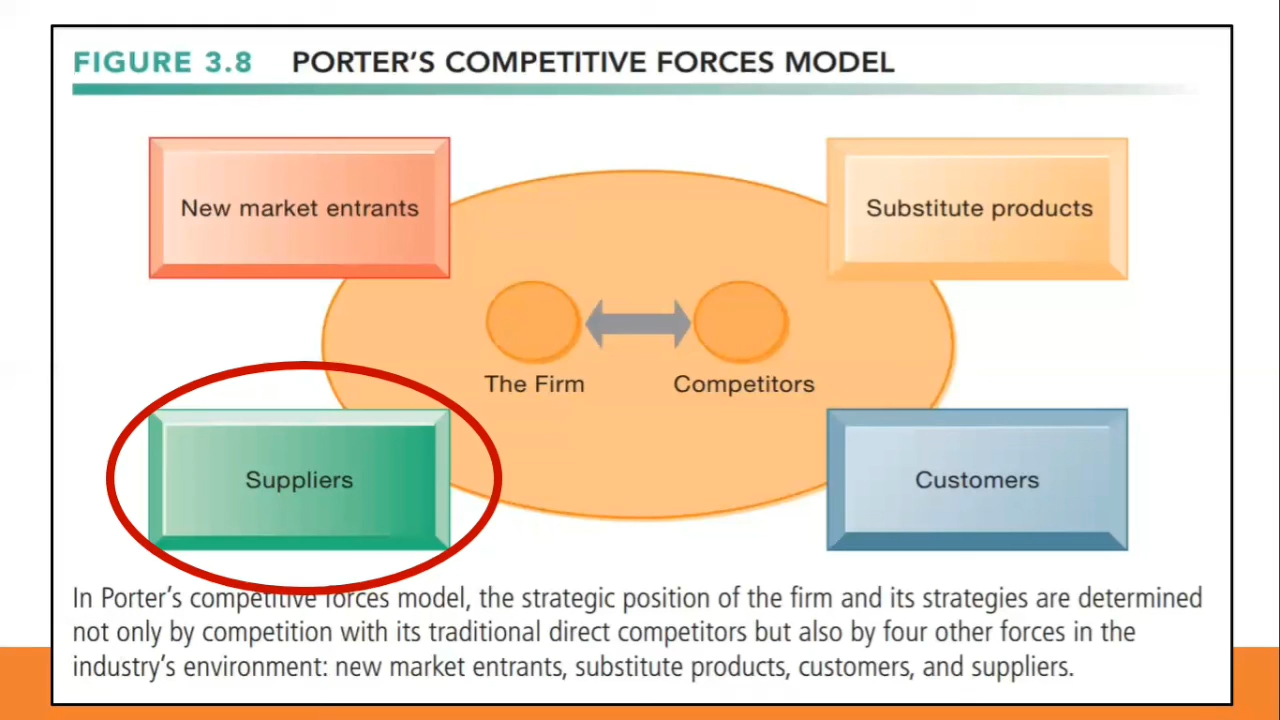 FIGURE 3.8 PORTER'S COMPETITIVE FORCES MODEL
New market entrants
Substitute products
The Firm
Competitors
Suppliers
Customers
In Porter's competitive forces model, the strategic position of the firm and its strategies are determined
not only by competition with its traditional direct competitors but also by four other forces in the
industry's environment: new market entrants, substitute products, customers, and suppliers.